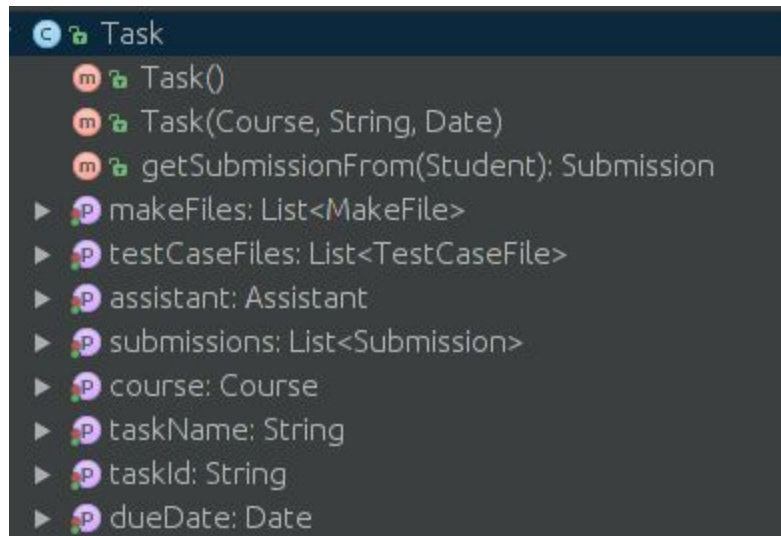 Task
Task()
Task(Course, String, Date)
getSubmissionFrom(Student): Submission
makeFiles: List<MakeFile>
testCaseFiles: List<TestCaseFile>
assistant: Assistant
submissions: List<Submission>
course: Course
taskName: String
taskId: String
dueDate: Date